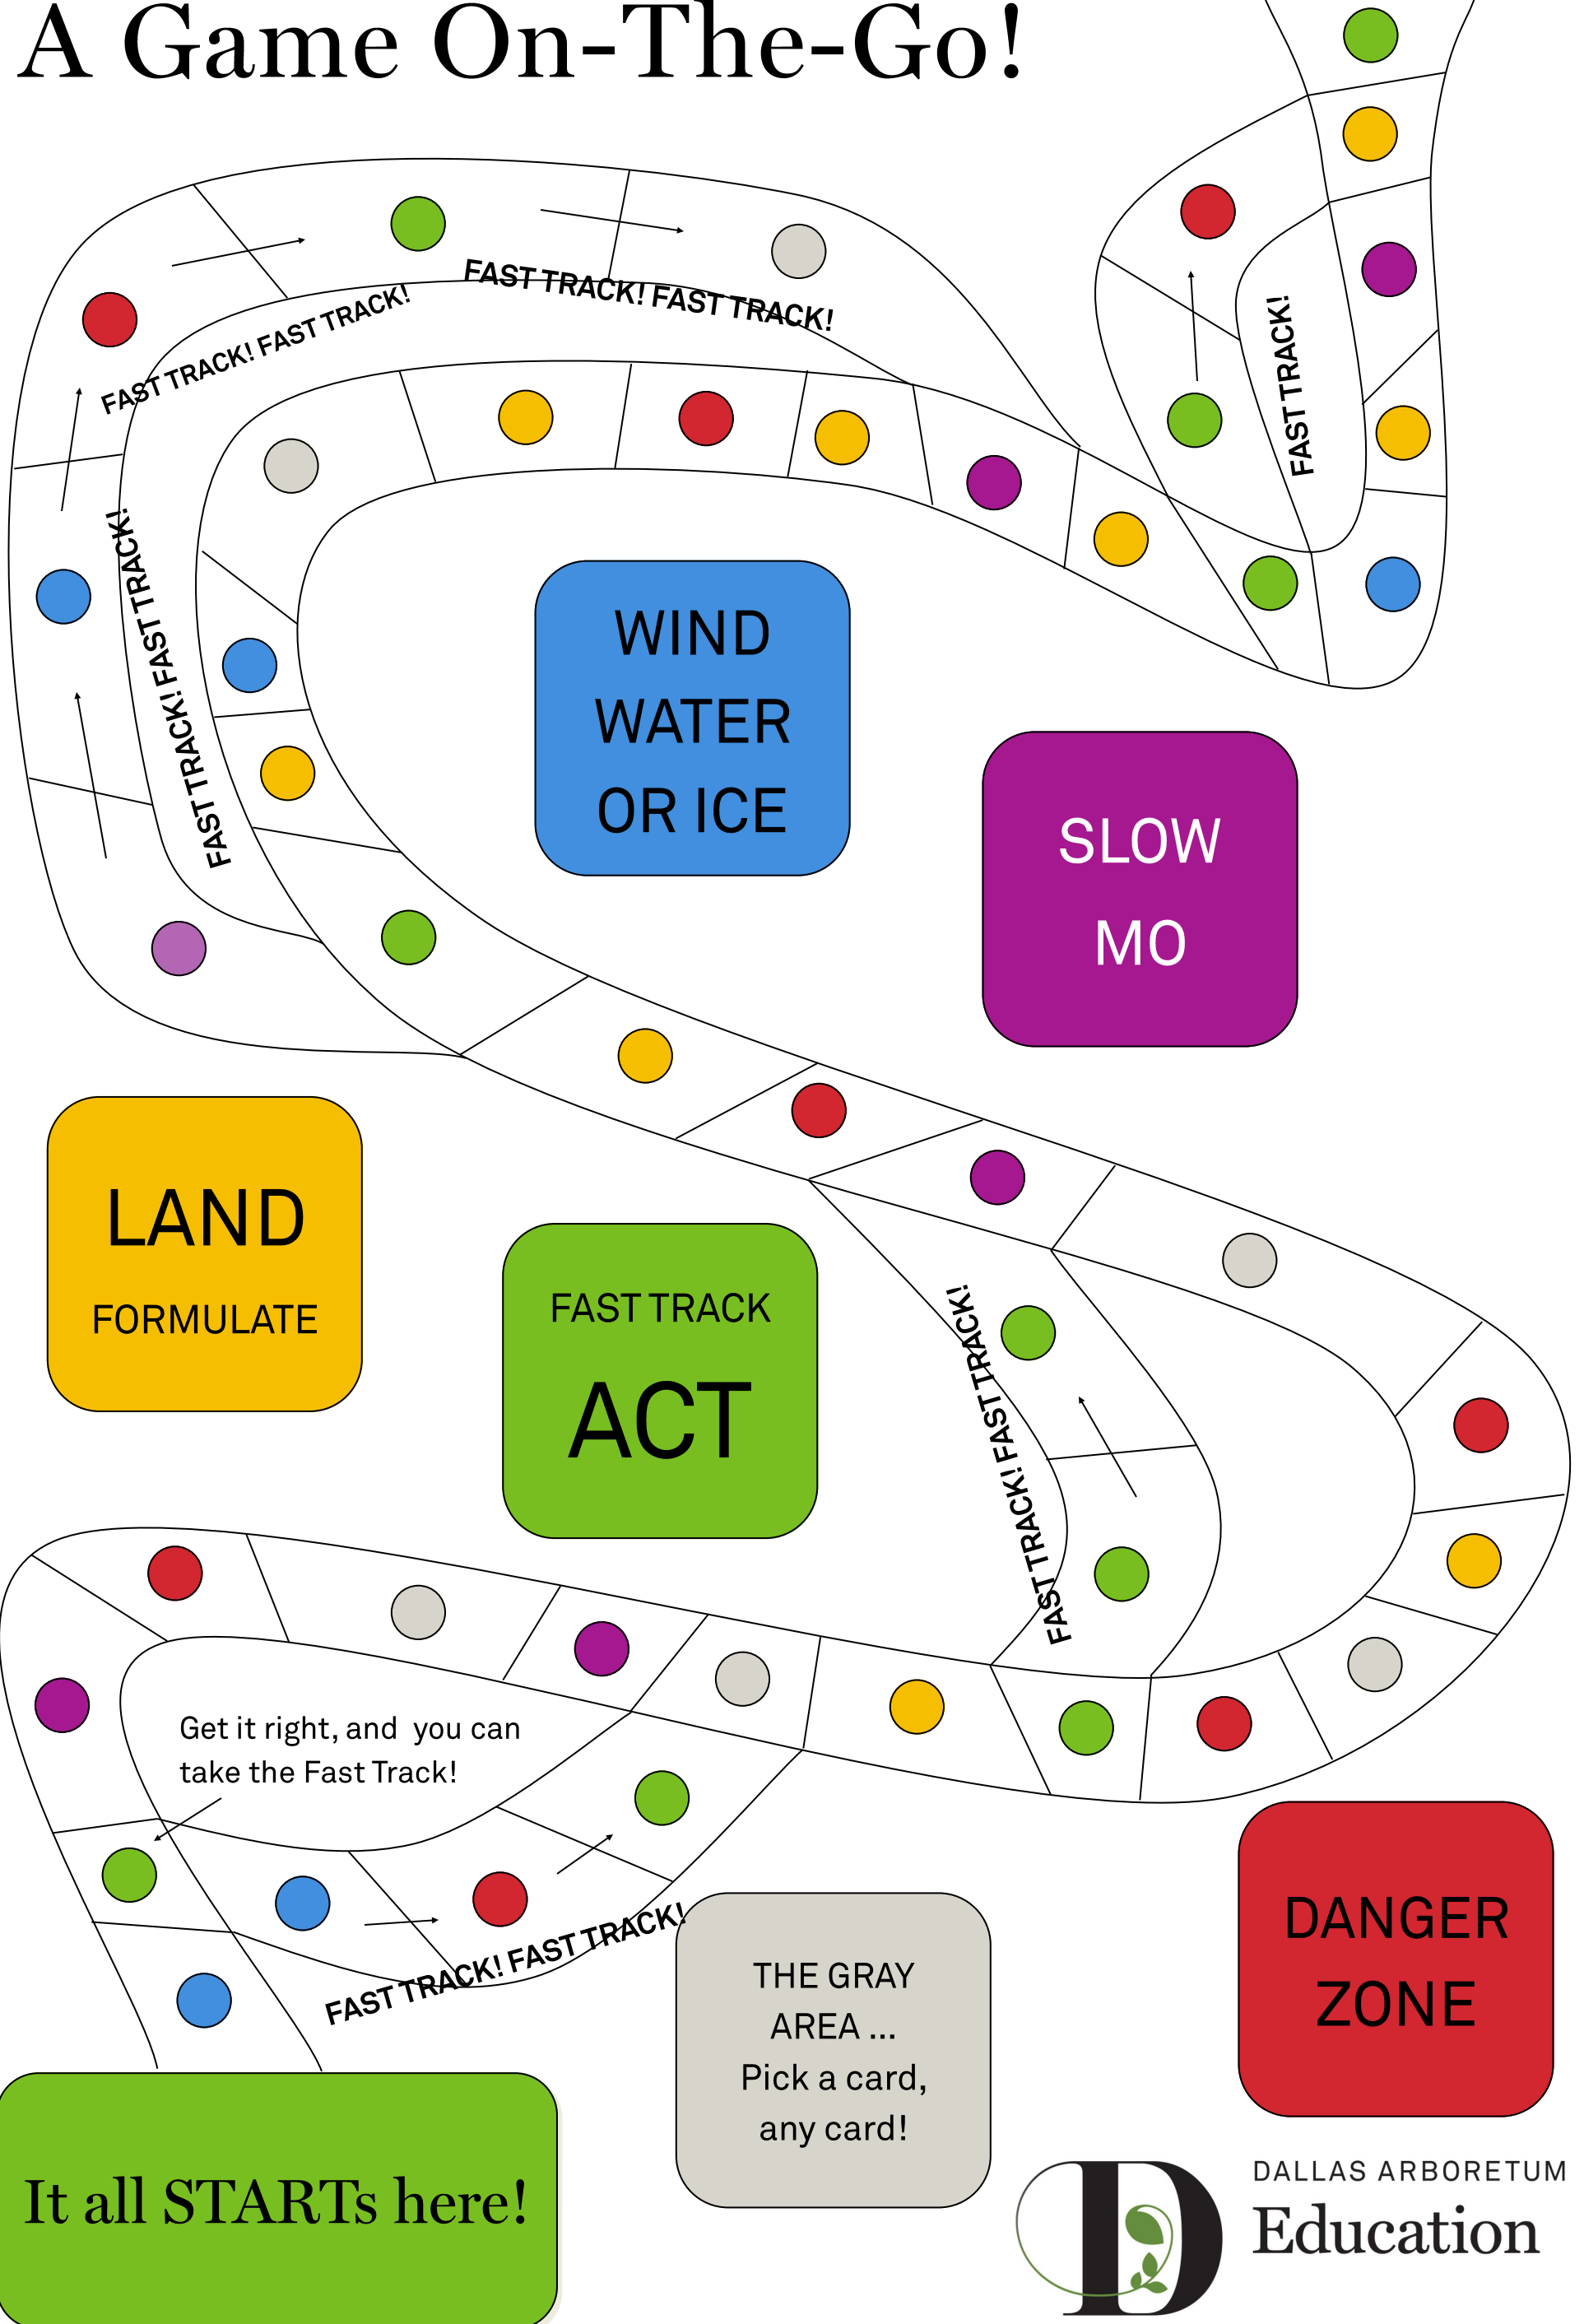 A Game On-The-Go!
FAST TRACK! FAST TRACK!
FAST TRACK! FAST TRACK!
FAST TRACK!
FAST TRACK! FAST TRACK!
WIND
WATER
OR ICE
SLOW
MO
LAND
FORMULATE
FAST TRACK
ACT
FAST TRACK! FAST TRACK!
Get it right, and you can
take the Fast Track!
FAST TRACK! FAST TRACK!
THE GRAY
AREA ...
Pick a card,
any card!
DANGER
ZONE
It all STARTs here!
DALLAS ARBORETUM
Education